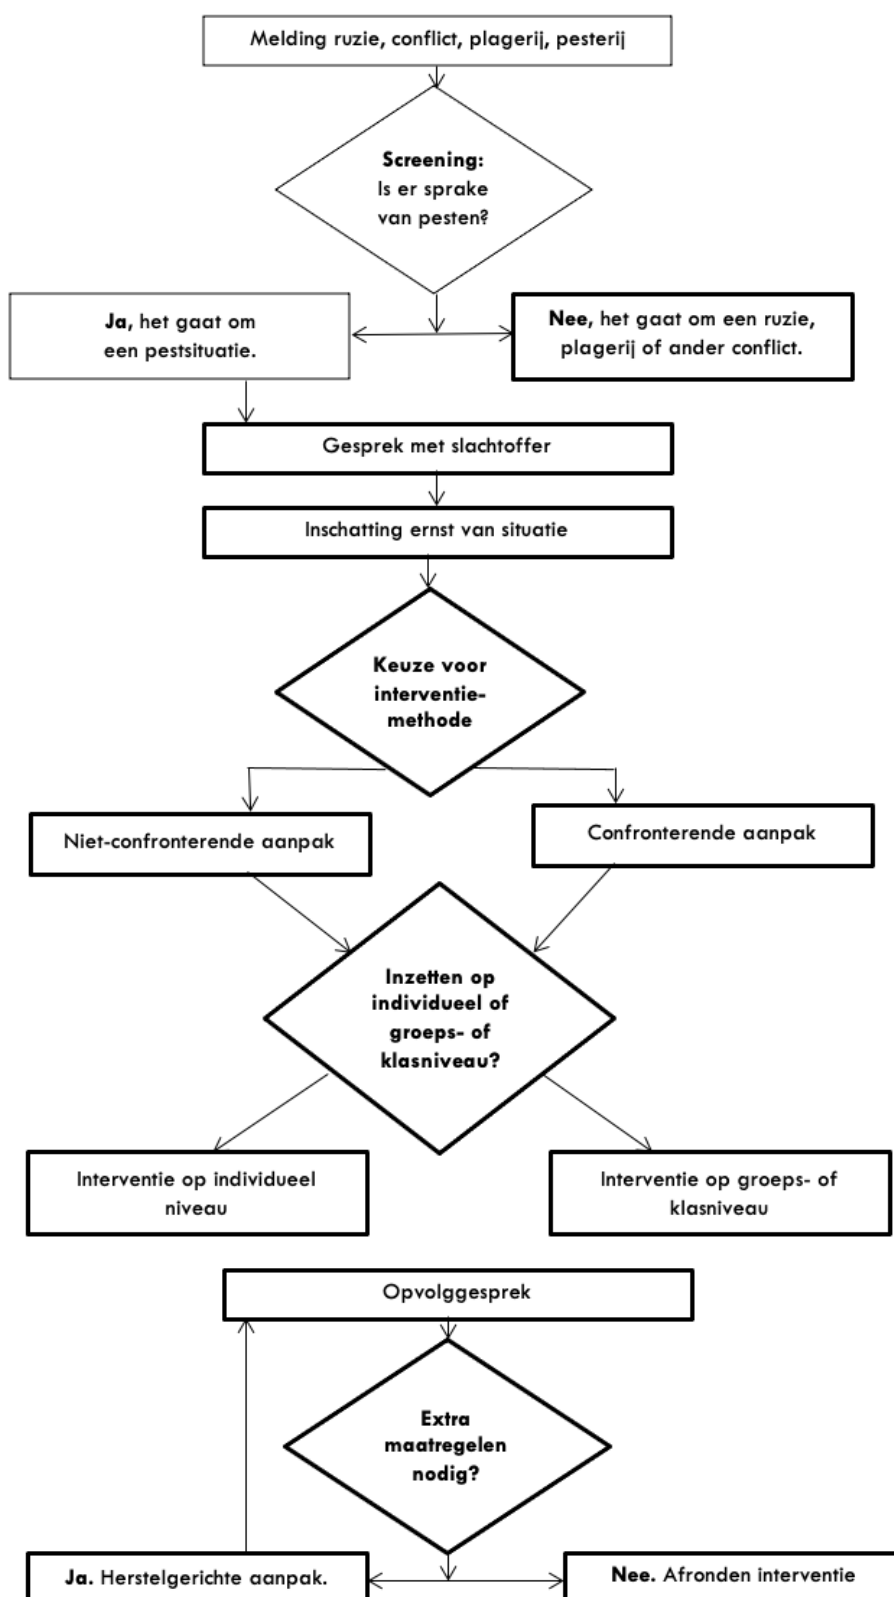 Melding ruzie, conflict, plagerij, pesterij
Screening:
Is er sprake
van pesten?
Ja, het gaat om
een pestsituatie.
Nee, het gaat om een ruzie,
plagerij of ander conflict.
Gesprek met slachtoffer
Inschatting ernst van situatie
Keuze voor
interventie-
methode
Niet-confronterende aanpak
Confronterende aanpak
Inzetten op
individueel of
groeps- of
klasniveau?
Interventie op individueel
niveau
Interventie op groeps- of
klasniveau
Opvolggesprek
Extra
maatregelen
nodig?
Ja. Herstelgerichte aanpak.
Nee. Afronden interventie